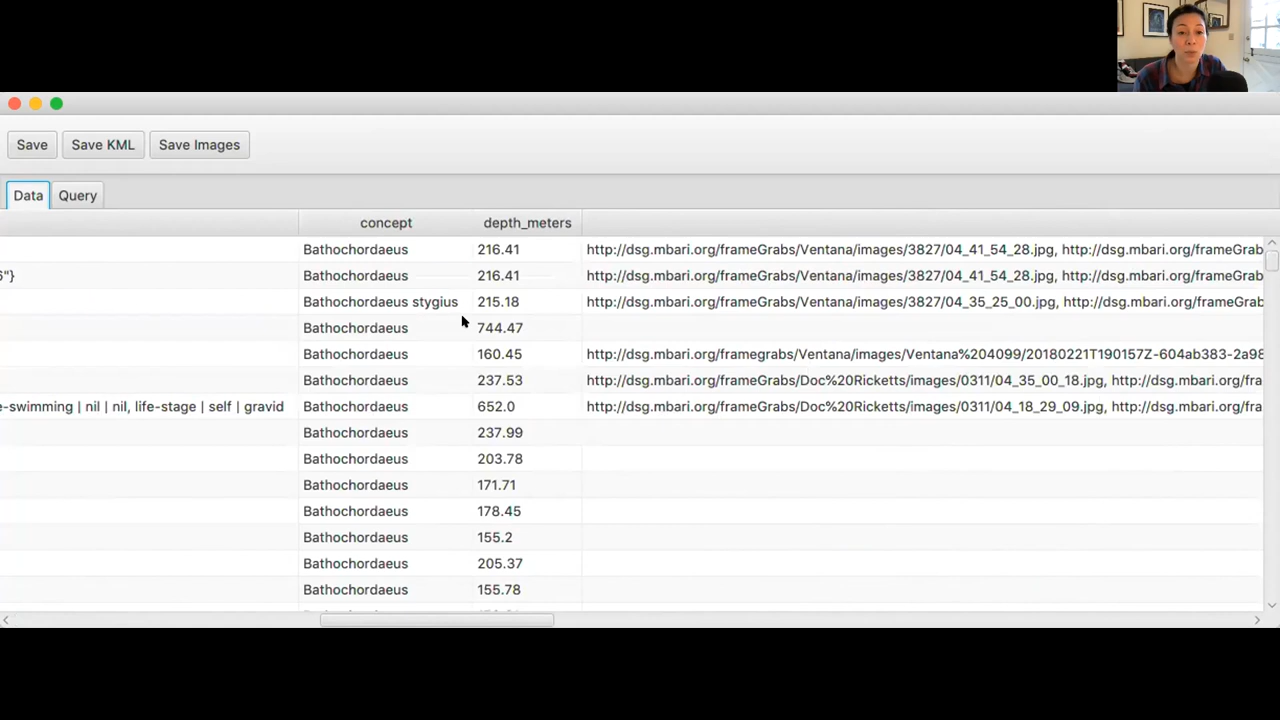 Save Save KML Save Images
Data Query
concept depth_meters
Bathochordaeus 216.41 http://dsg.mbari.org/frameGrabs/Ventana/images/3827/04_41_54_28.jpg, http://dsg.mbari.org/frameGrab
6"} Bathochordaeus 216.41 http://dsg.mbari.org/frameGrabs/Ventana/images/3827/04_41_54_28.jpg, http://dsg.mbari.org/frameGrab
Bathochordaeus stygius 215.18 http://dsg.mbari.org/frameGrabs/Ventana/images/3827/04_35_25_00.jpg, http://dsg.mbari.org/frameGrab
Bathochordaeus 744.47
Bathochordaeus 160.45 http://dsg.mbari.org/framegrabs/Ventana/images/Ventana%204099/20180221T190157Z-604ab383-2a98
Bathochordaeus 237.53 http://dsg.mbari.org/frameGrabs/Doc%20Ricketts/images/0311/04_35_00_18.jpg, http://dsg.mbari.org/fra
e-swimming | nil | nil, life-stage | self | gravid Bathochordaeus 652.0 http://dsg.mbari.org/frameGrabs/Doc%20Ricketts/images/0311/04_18_29_09.jpg, http://dsg.mbari.org/fra
Bathochordaeus 237.99
Bathochordaeus 203.78
Bathochordaeus 171.71
Bathochordaeus 178.45
Bathochordaeus 155.2
Bathochordaeus 205.37
Bathochordaeus 155.78